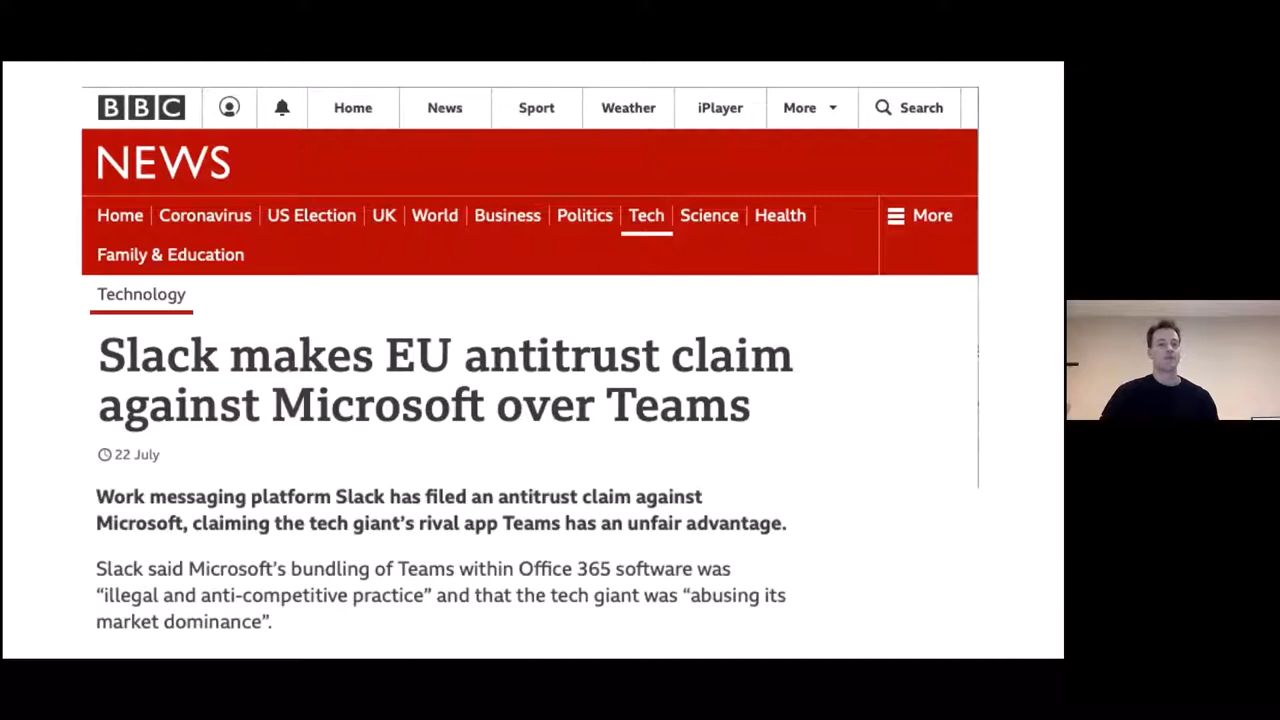 BBC Home News Sport Weather iPlayer More Search
NEWS
Home Coronavirus US Election UK World Business Politics Tech Science Health More
Family & Education
Technology
Slack makes EU antitrust claim
against Microsoft over Teams
22 July
Work messaging platform Slack has filed an antitrust claim against
Microsoft, claiming the tech giant's rival app Teams has an unfair advantage.
Slack said Microsoft's bundling of Teams within Office 365 software was
“illegal and anti-competitive practice” and that the tech giant was “abusing its
market dominance”.